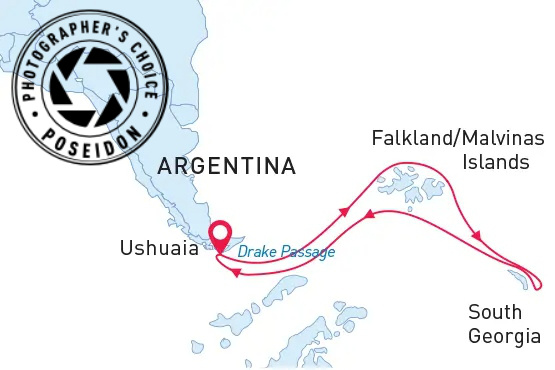 PHOTOGRAPHER'S CHOICE
POSEIDON
ARGENTINA
Falkland/Malvinas
Islands
Ushuaia
Drake Passage
South
Georgia